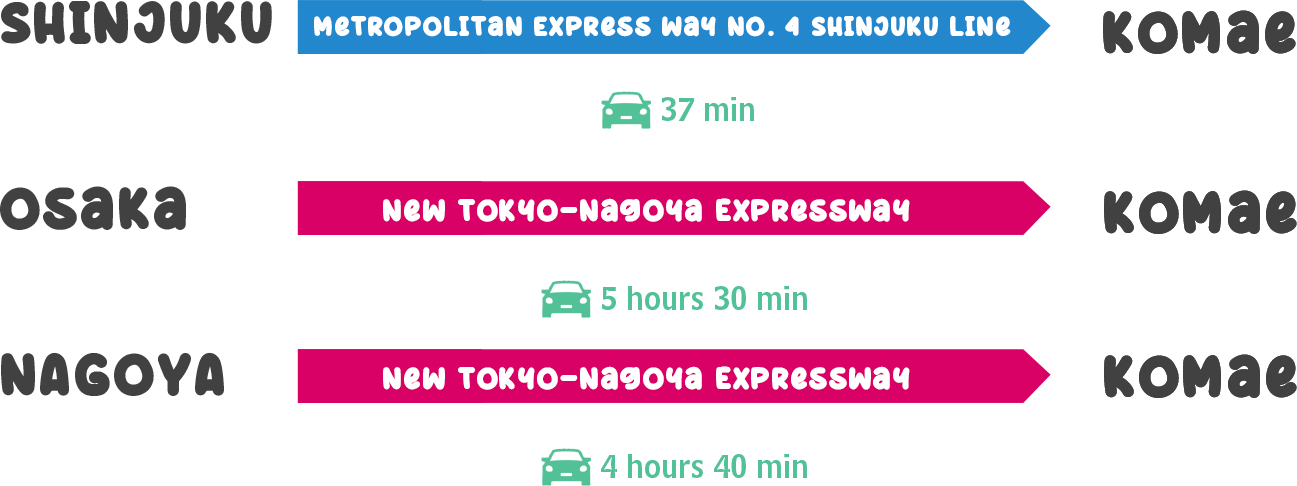 SHINJUKU METROPOLITAN EXPRESS WAY NO. 4 SHINJUKU LINE KOMAE
37 min
OSAKA NEW TOKYO-NAGOYA EXPRESSWAY KOMAE
5 hours 30 min
NAGOYA NEW TOKYO-NAGOYA EXPRESSWAY KOMAE
4 hours 40 min